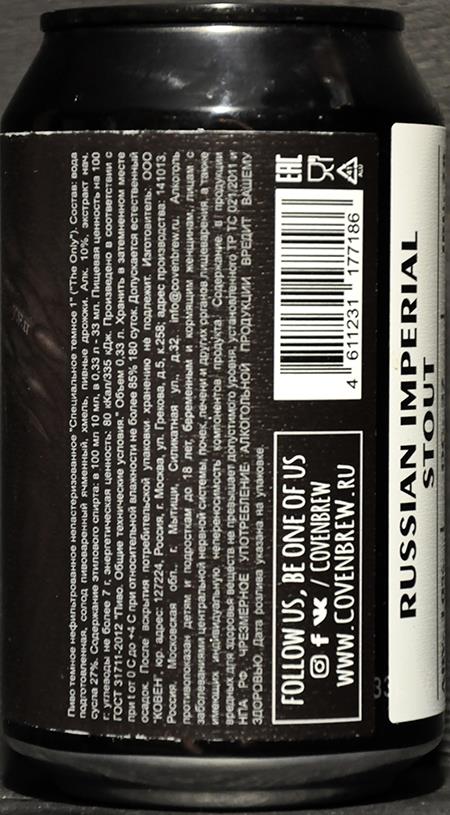 Пиво темное нефильтрованное непастеризованное "Специальное темное 1" ("The Only"). Состав: вода
подготовленная, солод пивоваренный ячменный, хмель, пивные дрожжи. Алк. 10%, экстракт нач.
сусла 27%. Содержание этилового спирта: в 100 мл 10 мл, в 0,33 л - 33 мл. Пищевая ценность на 100
г: углеводы не более 7 г, энергетическая ценность: 80 кКал/335 кДж. Произведено в соответствии с
ГОСТ 31711-2012 "Пиво. Общие технические условия." Объем 0,33 л. Хранить в затемненном месте
при t от 0 С до +4 С при относительной влажности не более 85% 180 суток. Допускается естественный
осадок. После вскрытия потребительской упаковки хранению не подлежит. Изготовитель: ООО
"КОВЕН", юр. адрес: 127224, Россия, г. Москва, ул. Грекова, д.5, к.258; адрес производства: 141013,
Россия, Московская обл., г. Мытищи, Силикатная ул., д.32, info@covenbrew.ru. Алкоголь
противопоказан детям и подросткам до 18 лет, беременным и кормящим женщинам, лицам с
заболеваниями центральной нервной системы, почек, печени и других органов пищеварения, а также
имеющих индивидуальную непереносимость компонентов продукта. Содержание в продукции
вредных для здоровья веществ не превышает допустимого уровня, установленного ТР ТС 021/2011 и
НПА РФ. ЧРЕЗМЕРНОЕ УПОТРЕБЛЕНИЕ АЛКОГОЛЬНОЙ ПРОДУКЦИИ ВРЕДИТ ВАШЕМУ
ЗДОРОВЬЮ. Дата розлива указана на упаковке.
FOLLOW US, BE ONE OF US
/ COVENBREW
WWW.COVENBREW.RU
4 611231 177186
EAC
ALU
RUSSIAN IMPERIAL
STOUT